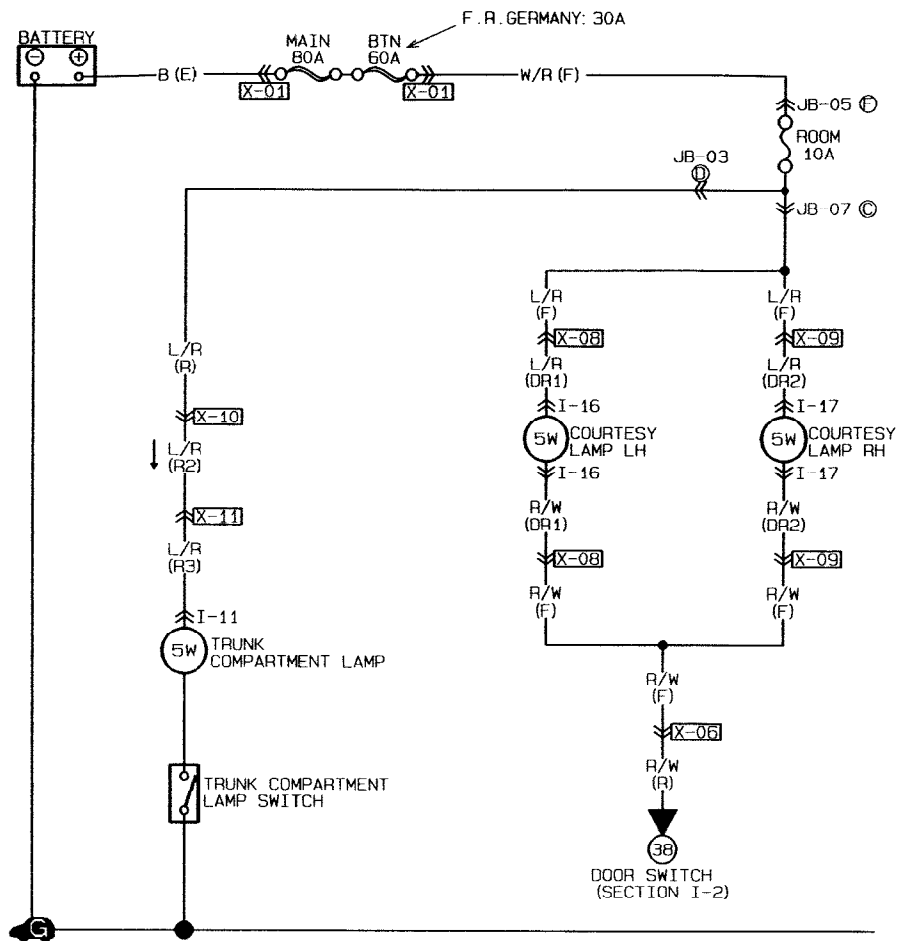 F.R.GERMANY: 30A
BATTERY
MAIN
80A
BTN
60A
B (E)
X-01
X-01
W/R (F)
JB-05 F
ROOM
10A
JB-03
D
JB-07 C
L/R
(F)
L/R
(F)
X-08
X-09
L/R
(R)
L/R
(DR1)
L/R
(DR2)
I-16
I-17
X-10
5W
COURTESY
LAMP LH
5W
COURTESY
LAMP RH
L/R
(R2)
I-16
I-17
X-11
R/W
(DR1)
R/W
(DR2)
L/R
(R3)
X-08
X-09
R/W
(F)
R/W
(F)
I-11
5W
TRUNK
COMPARTMENT LAMP
R/W
(F)
X-06
R/W
(R)
TRUNK COMPARTMENT
LAMP SWITCH
38
DOOR SWITCH
(SECTION I-2)
G